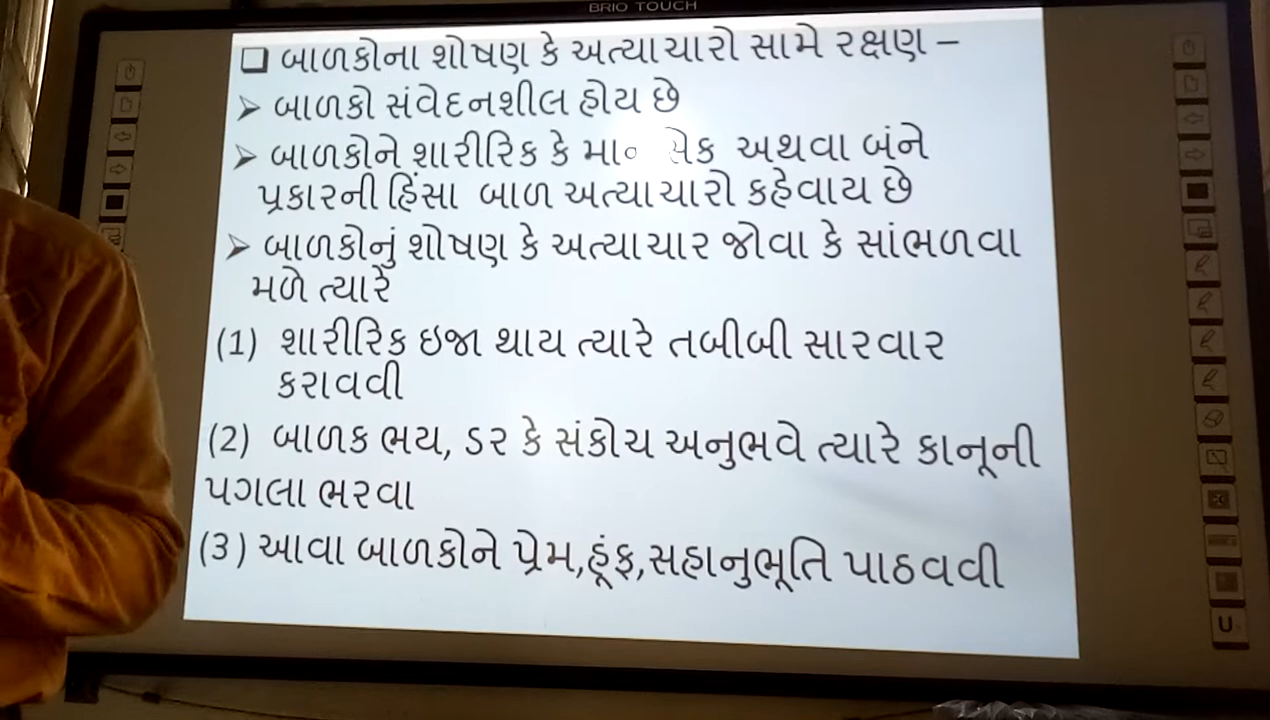 BRIO TOUCH
❑ બાળકોના શોષણ કે અત્યાચારો સામે રક્ષણ –
➢ બાળકો સંવેદનશીલ હોય છે
➢ બાળકોને શારીરિક કે અથવા બંને
પ્રકારની હિંસા બાળ અત્યાચારો કહેવાય છે
➢ બાળકોનું શોષણ કે અત્યાચાર જોવા કે સાંભળવા
મળે ત્યારે
(1) શારીરિક ઇજા થાય ત્યારે તબીબી સારવાર
કરાવવી
(2) બાળક ભય, ડર કે સંકોચ અનુભવે ત્યારે કાનૂની
પગલા ભરવા
(3) આવા બાળકોને પ્રેમ,હૂંફ,સહાનુભૂતિ પાઠવવી
U